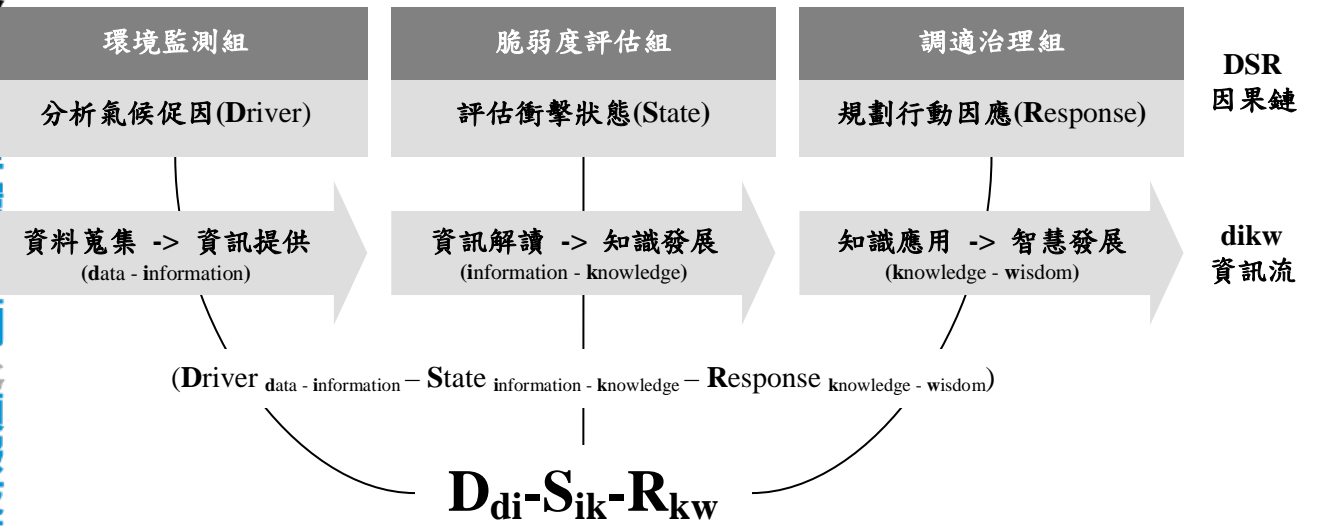 環境監測組
脆弱度評估組
調適治理組
分析氣候促因(Driver)
評估衝擊狀態(State)
規劃行動因應(Response)
DSR
因果鏈
資料蒐集 -> 資訊提供
(data - information)
資訊解讀 -> 知識發展
(information - knowledge)
知識應用 -> 智慧發展
(knowledge - wisdom)
dikw
資訊流
(Driver data - information – State information - knowledge – Response knowledge - wisdom)
Ddi-Sik-Rkw